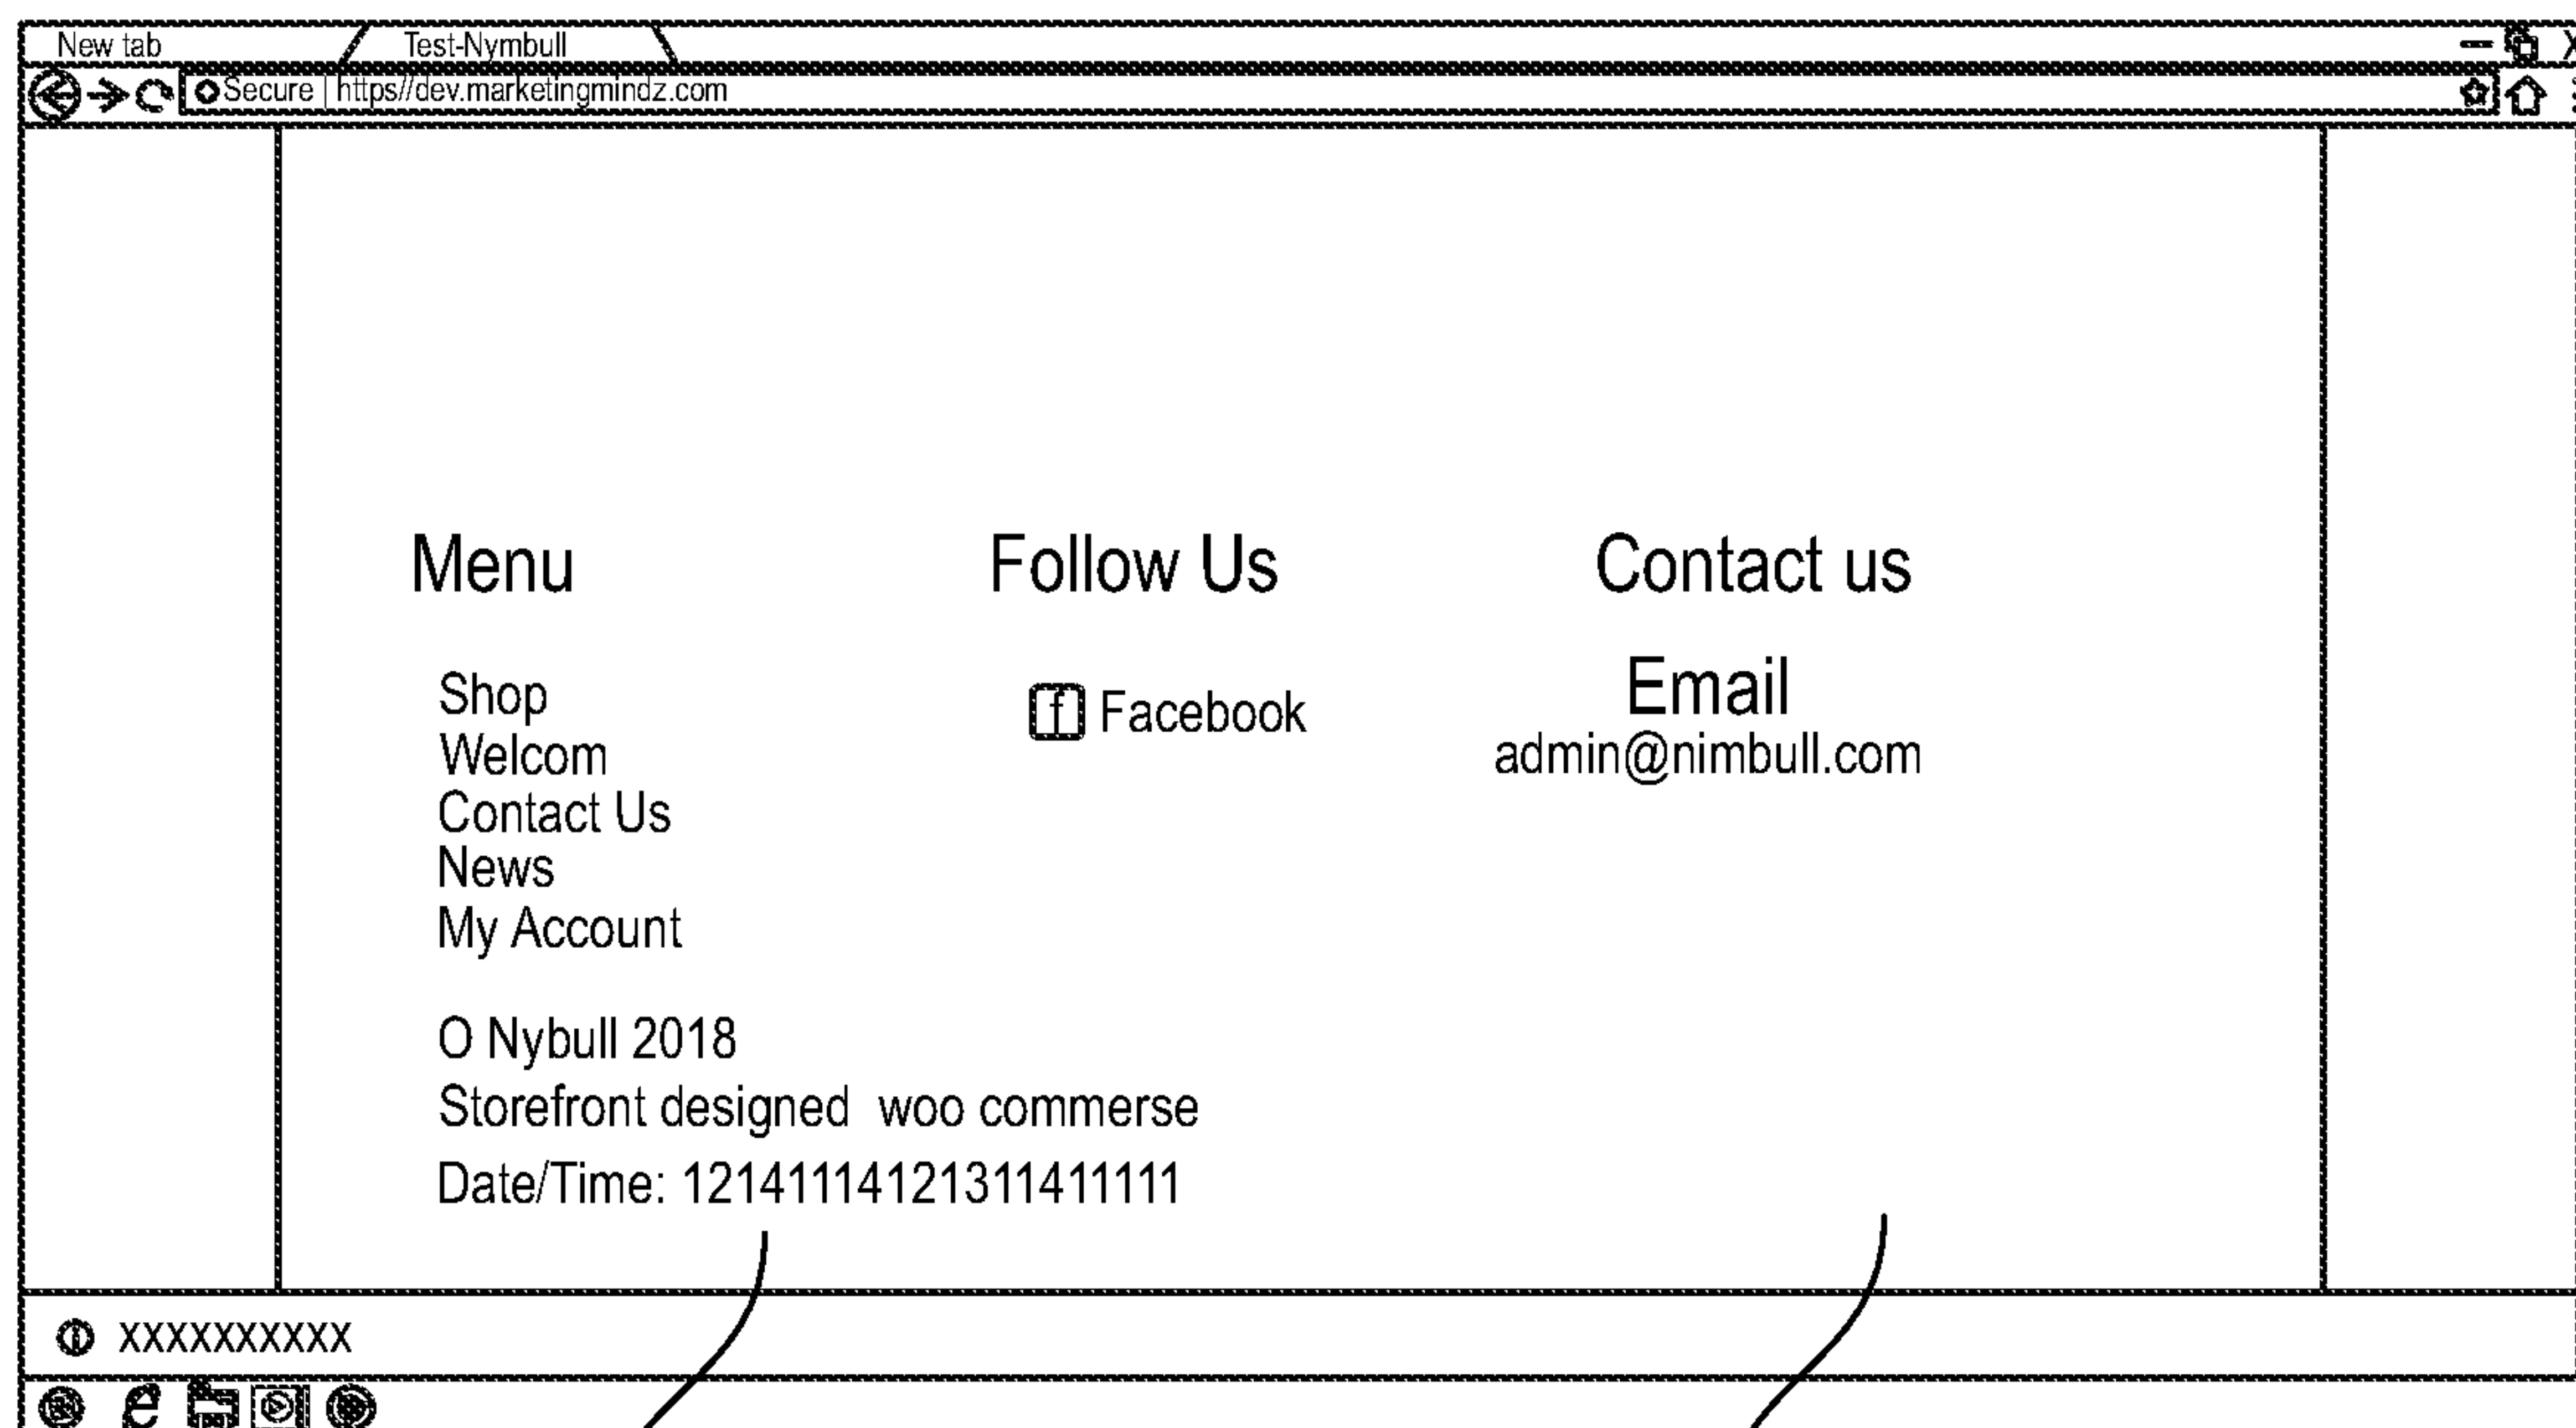 New tab
Test-Nymbull
Secure | https//dev.marketingmindz.com
Menu
Shop
Welcom
Contact Us
News
My Account
Follow Us
f Facebook
Contact us
Email
admin@nimbull.com
O Nybull 2018
Storefront designed woo commerse
Date/Time: 12141114121311411111
XXXXXXXXXX